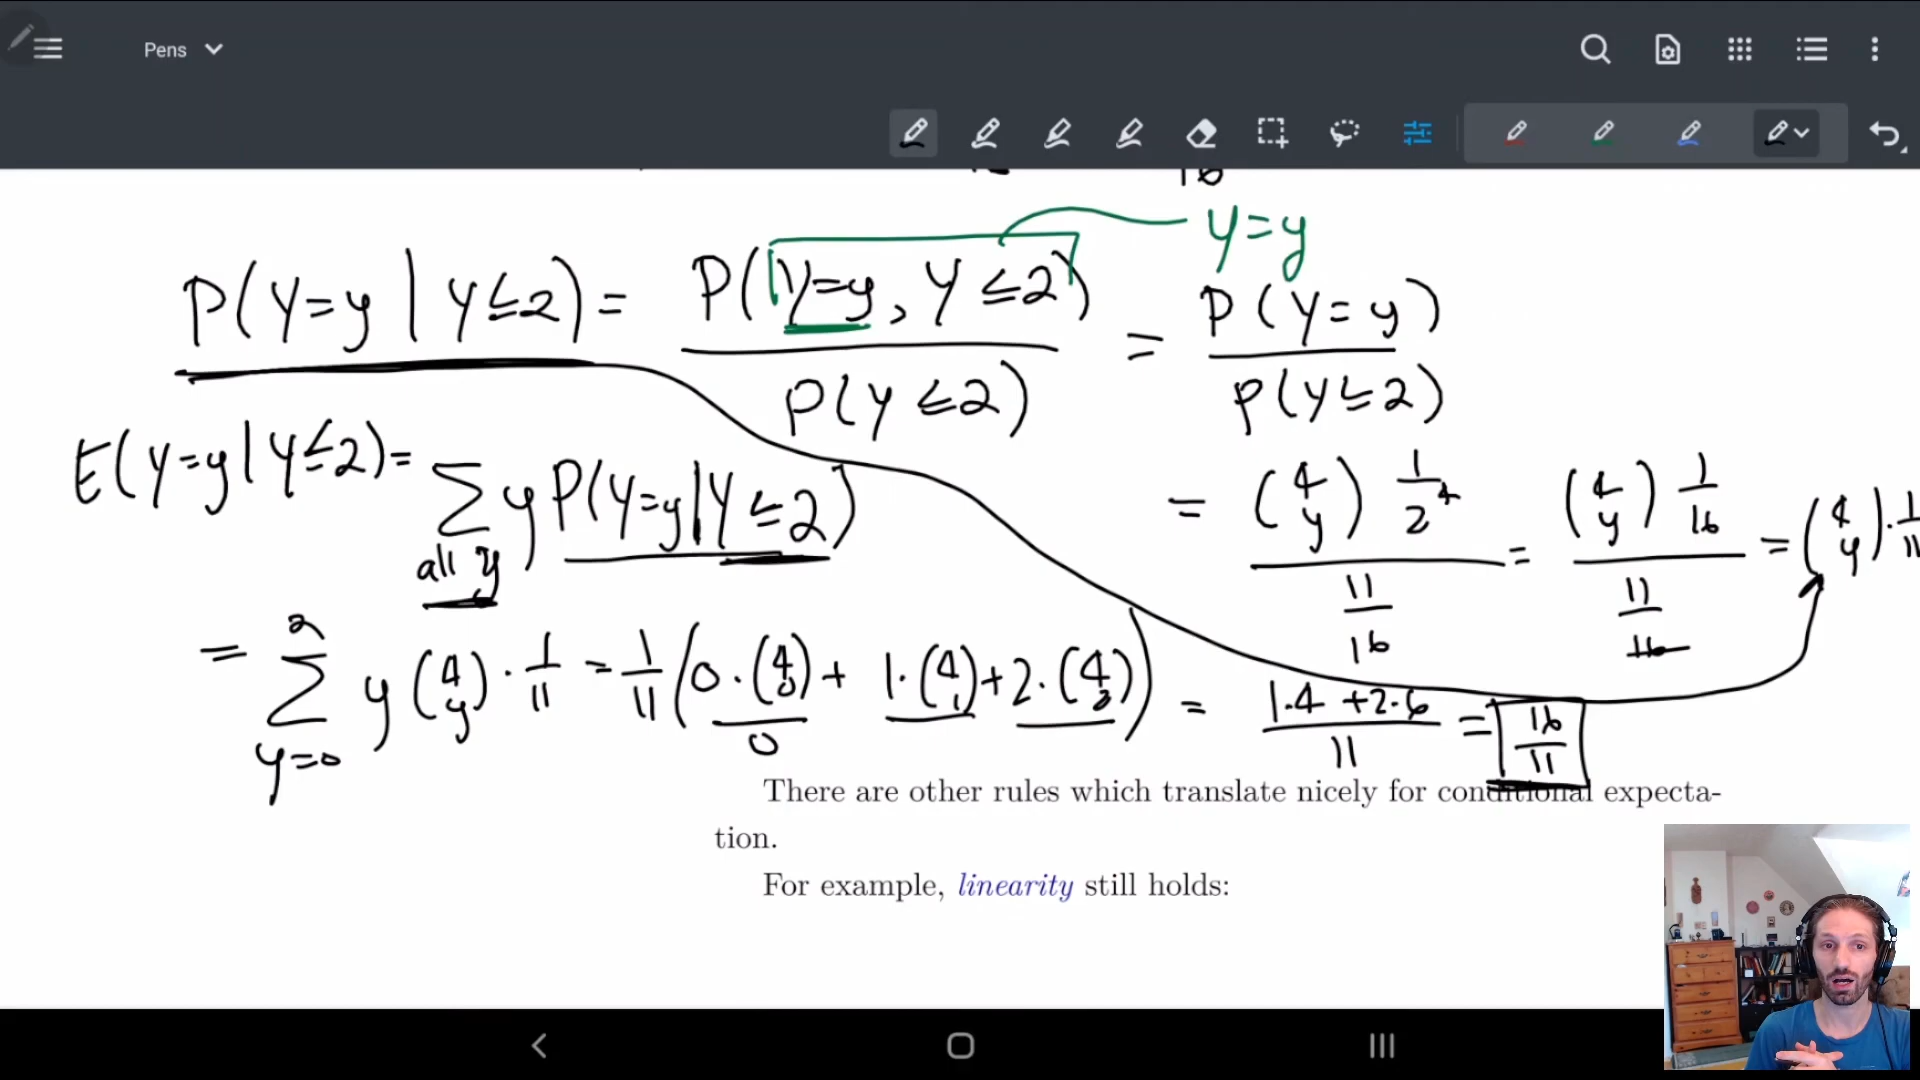 Pens
16
Y=y
P(Y=y | Y≤2) = P(Y=y, Y≤2) / P(Y≤2) = P(Y=y) / P(Y≤2)
E(Y=y|Y≤2)= ∑ all y y P(Y=y|Y≤2)
= (4 y) 1/2^4 / 11/16 = (4 y) 1/16 / 11/16 = (4 y)·1/11
= 2 ∑ y=0 y (4 y)·1/11 = 1/11 (0·(4 0) + 1·(4 1)+2·(4 2)) = 1·4+2·6 / 11 = 16/11
0
There are other rules which translate nicely for conditional expecta-
tion.
For example, linearity still holds: